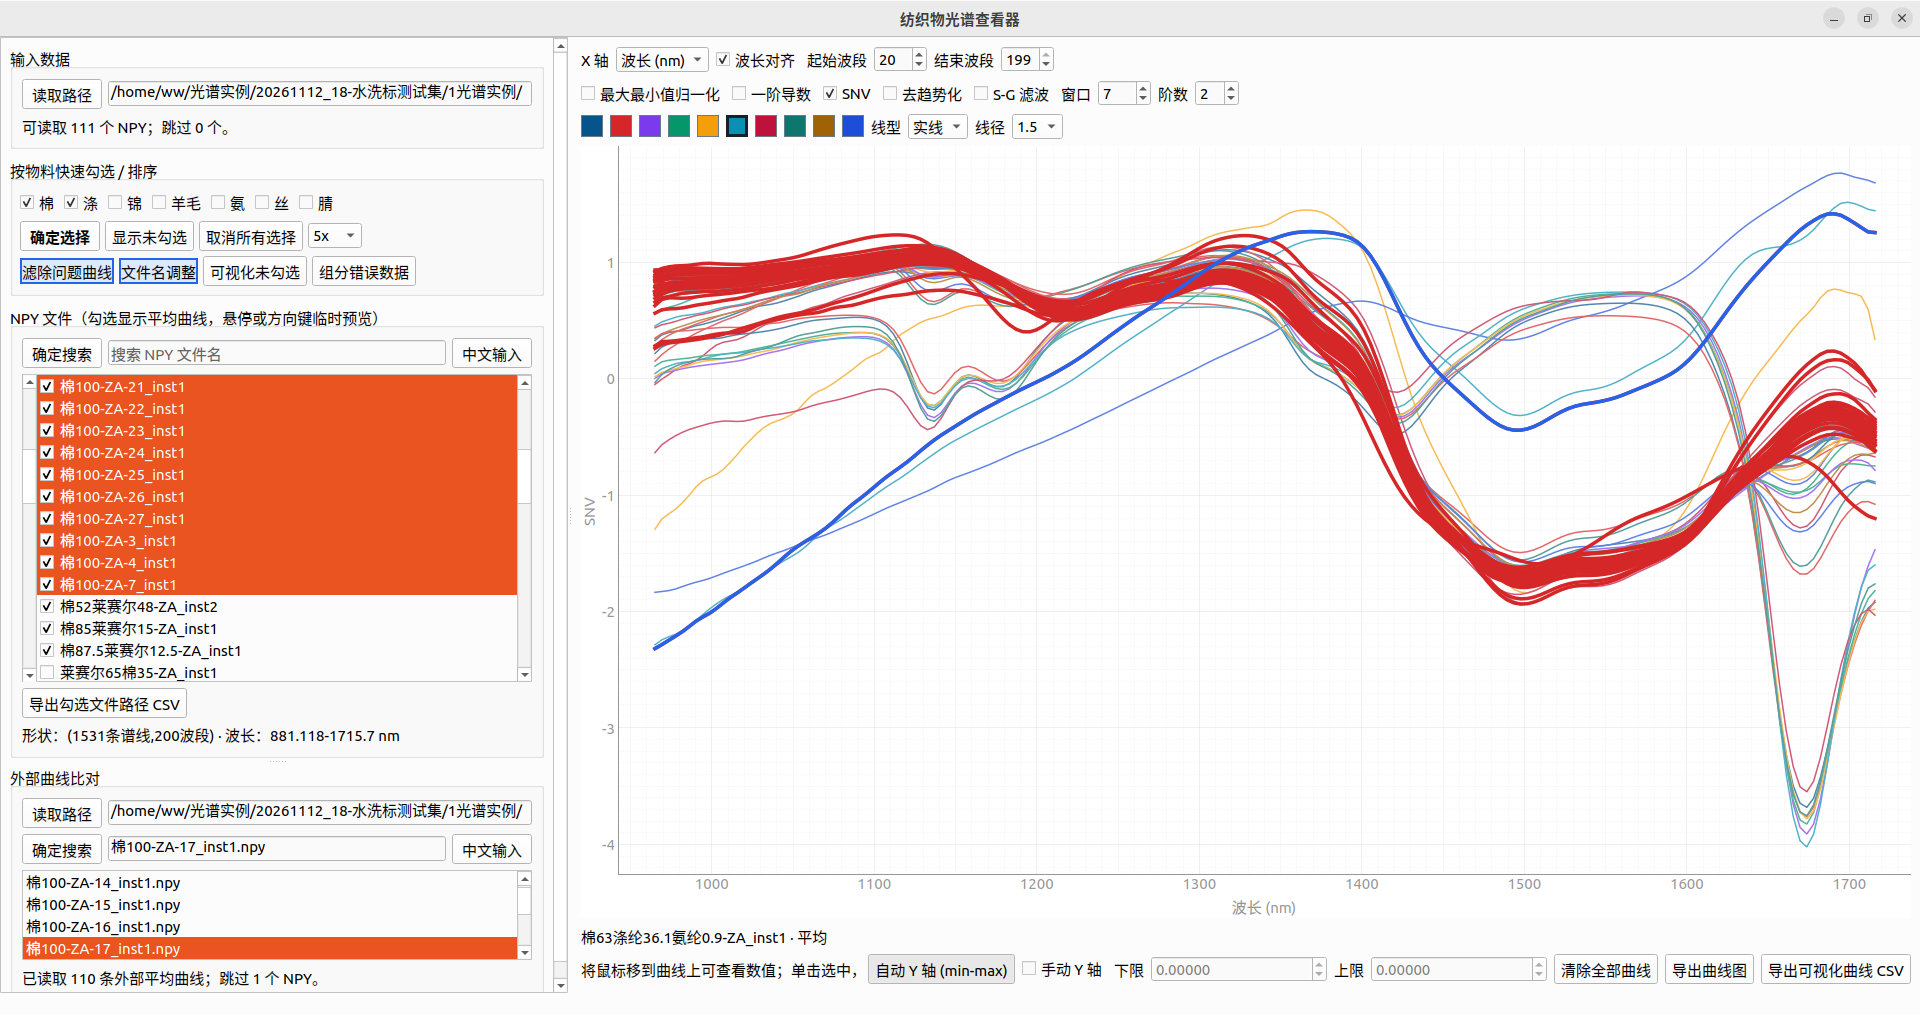 纺织物光谱查看器
输入数据
读取路径 /home/ww/光谱实例/20261112_18-水洗标测试集/1光谱实例/
可读取 111 个 NPY；跳过 0 个。
按物料快速勾选 / 排序
棉 涤 锦 羊毛 氨 丝 腈
确定选择 显示未勾选 取消所有选择 5x
滤除问题曲线 文件名调整 可视化未勾选 组分错误数据
NPY 文件（勾选显示平均曲线，悬停或方向键临时预览）
确定搜索 搜索 NPY 文件名 中文输入
棉100-ZA-21_inst1
棉100-ZA-22_inst1
棉100-ZA-23_inst1
棉100-ZA-24_inst1
棉100-ZA-25_inst1
棉100-ZA-26_inst1
棉100-ZA-27_inst1
棉100-ZA-3_inst1
棉100-ZA-4_inst1
棉100-ZA-7_inst1
棉52莱赛尔48-ZA_inst2
棉85莱赛尔15-ZA_inst1
棉87.5莱赛尔12.5-ZA_inst1
莱赛尔65棉35-ZA_inst1
导出勾选文件路径 CSV
形状：(1531条谱线,200波段) · 波长：881.118-1715.7 nm
外部曲线比对
读取路径 /home/ww/光谱实例/20261112_18-水洗标测试集/1光谱实例/
确定搜索 棉100-ZA-17_inst1.npy 中文输入
棉100-ZA-14_inst1.npy
棉100-ZA-15_inst1.npy
棉100-ZA-16_inst1.npy
棉100-ZA-17_inst1.npy
已读取 110 条外部平均曲线；跳过 1 个 NPY。
X 轴 波长 (nm) 波长对齐 起始波段 20 结束波段 199
最大最小值归一化 一阶导数 SNV 去趋势化 S-G 滤波 窗口 7 阶数 2
线型 实线 线径 1.5
1
0
-1
-2
-3
-4
SNV
1000 1100 1200 1300 1400 1500 1600 1700
波长 (nm)
棉63涤纶36.1氨纶0.9-ZA_inst1 · 平均
将鼠标移到曲线上可查看数值；单击选中， 自动 Y 轴 (min-max) 手动 Y 轴 下限 0.00000 上限 0.00000 清除全部曲线 导出曲线图 导出可视化曲线 CSV